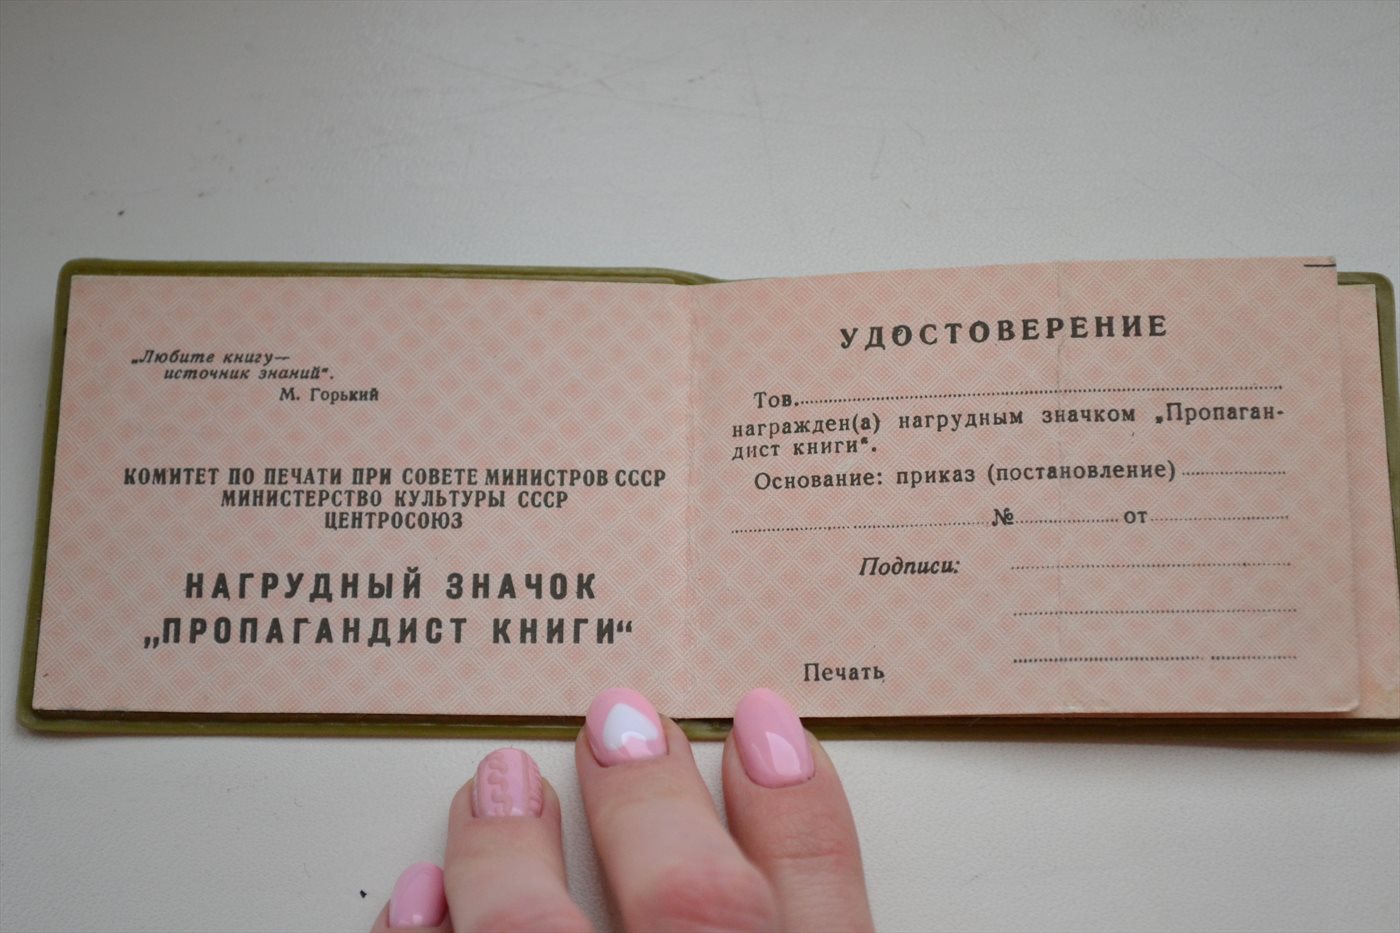 „Любите книгу—
источник знаний“.
М. Горький
КОМИТЕТ ПО ПЕЧАТИ ПРИ СОВЕТЕ МИНИСТРОВ СССР
МИНИСТЕРСТВО КУЛЬТУРЫ СССР
ЦЕНТРОСОЮЗ
НАГРУДНЫЙ ЗНАЧОК
„ПРОПАГАНДИСТ КНИГИ“
УДОСТОВЕРЕНИЕ
Тов.
награжден(а) нагрудным значком „Пропаган-
дист книги“.
Основание: приказ (постановление)
№ от
Подписи:
Печать